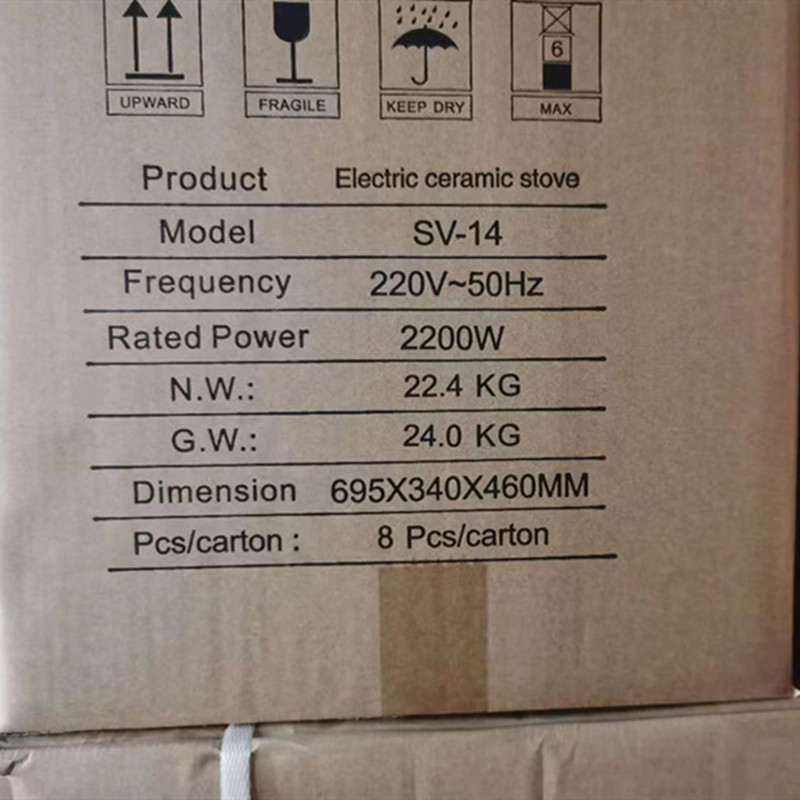 6
UPWARD FRAGILE KEEP DRY MAX
Product Electric ceramic stove
Model SV-14
Frequency 220V~50Hz
Rated Power 2200W
N.W.: 22.4 KG
G.W.: 24.0 KG
Dimension 695X340X460MM
Pcs/carton : 8 Pcs/carton